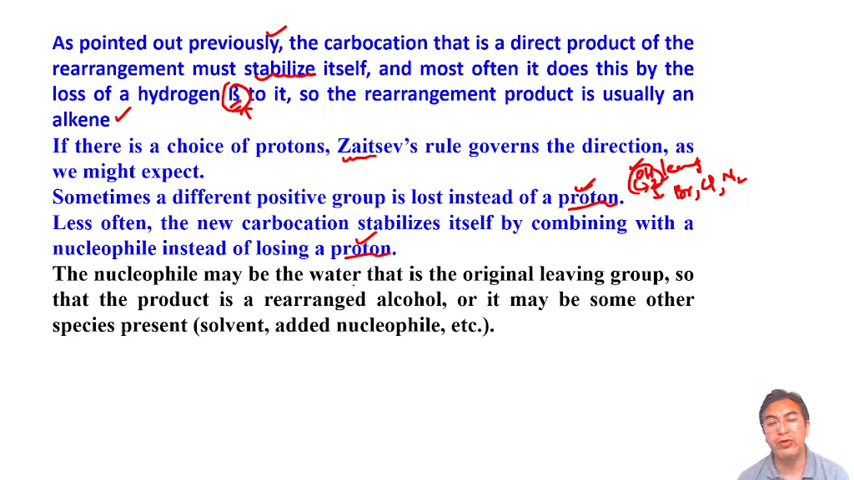 As pointed out previously, the carbocation that is a direct product of the
rearrangement must stabilize itself, and most often it does this by the
loss of a hydrogen ß to it, so the rearrangement product is usually an
alkene
If there is a choice of protons, Zaitsev's rule governs the direction, as
we might expect.
Sometimes a different positive group is lost instead of a proton.
Less often, the new carbocation stabilizes itself by combining with a
nucleophile instead of losing a proton.
The nucleophile may be the water that is the original leaving group, so
that the product is a rearranged alcohol, or it may be some other
species present (solvent, added nucleophile, etc.).
OH
Br, Cl, N₂